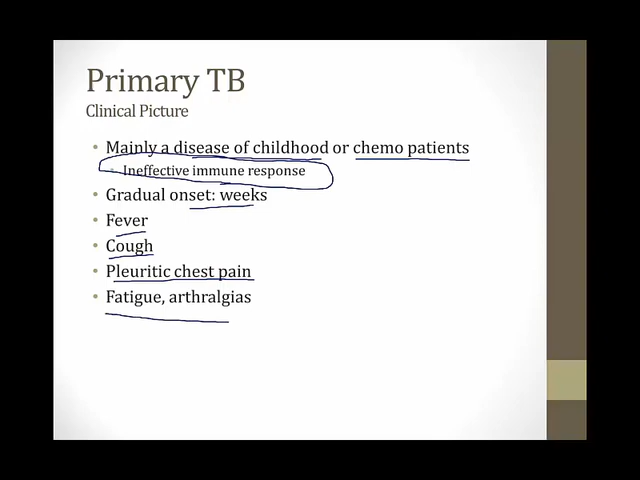 Primary TB
Clinical Picture
Mainly a disease of childhood or chemo patients
Ineffective immune response
Gradual onset: weeks
Fever
Cough
Pleuritic chest pain
Fatigue, arthralgias